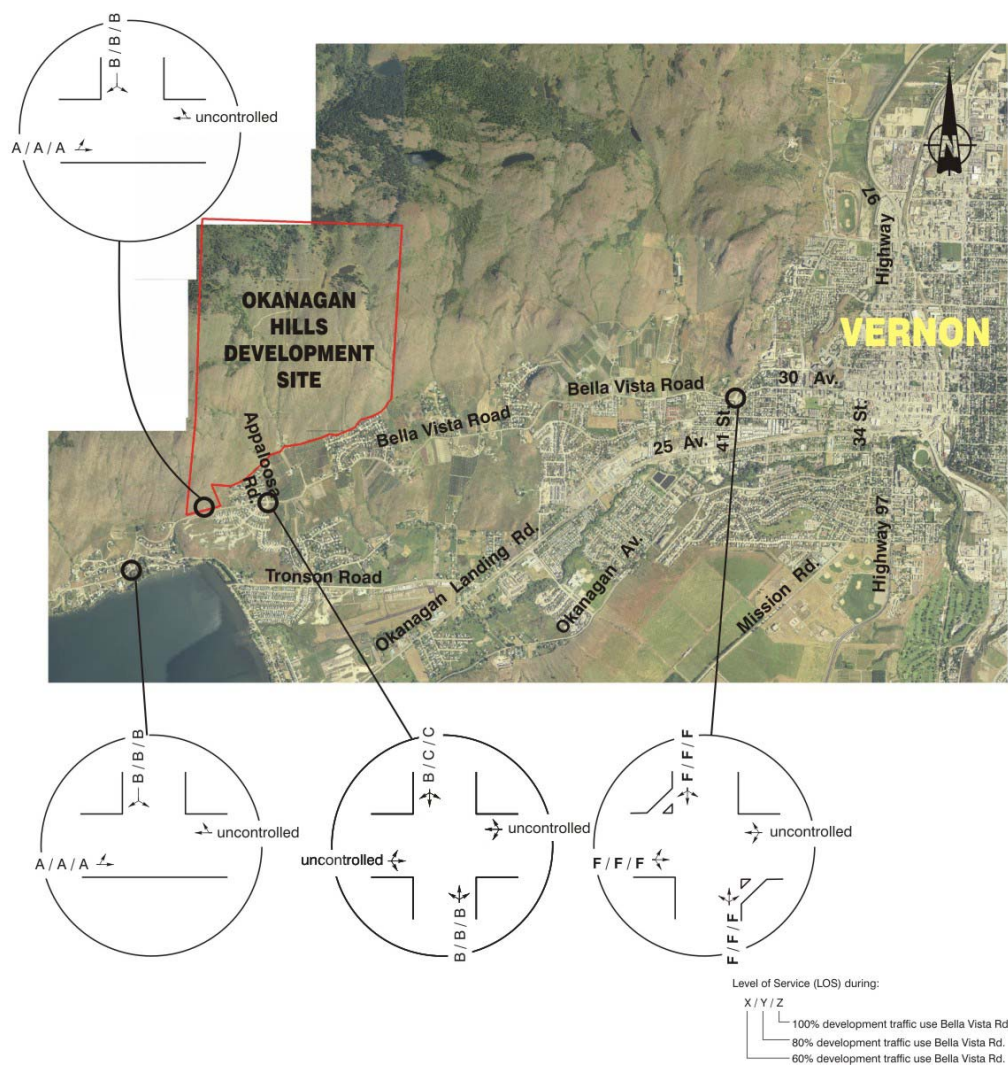 B / B / B
uncontrolled
A / A / A
N
OKANAGAN
HILLS
DEVELOPMENT
SITE
VERNON
Highway 97
Bella Vista Road
30 Av.
Bella Vista Road
Appaloosa Rd.
25 Av.
41 St.
34 St.
Tronson Road
Okanagan Landing Rd.
Okanagan Av.
Mission Rd.
Highway 97
B / B / B
uncontrolled
A / A / A
B / C / C
uncontrolled
uncontrolled
B / B / B
F / F / F
uncontrolled
F / F / F
F / F / F
Level of Service (LOS) during:
X / Y / Z
100% development traffic use Bella Vista Rd
80% development traffic use Bella Vista Rd.
60% development traffic use Bella Vista Rd.